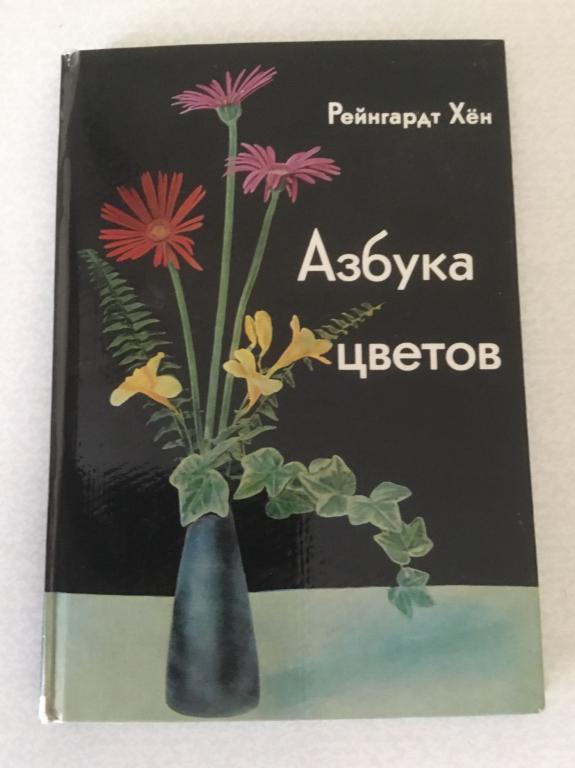 Рейнгардт Хён
Азбука
цветов